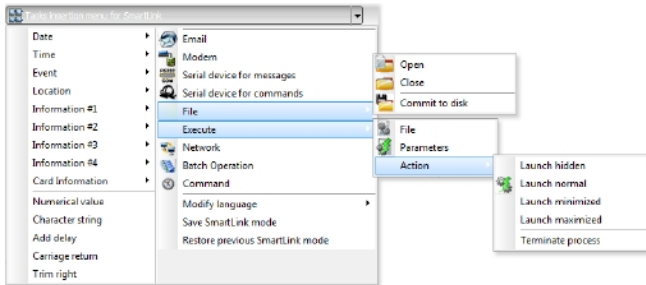 Tasks insertion menu for SmartLink
Date
Time
Event
Location
Information #1
Information #2
Information #3
Information #4
Card Information
Numerical value
Character string
Add delay
Carriage return
Trim right
Email
Modem
Serial device for messages
Serial device for commands
File
Execute
Network
Batch Operation
Command
Modify language
Save SmartLink mode
Restore previous SmartLink mode
Open
Close
Commit to disk
File
Parameters
Action
Launch hidden
Launch normal
Launch minimized
Launch maximized
Terminate process